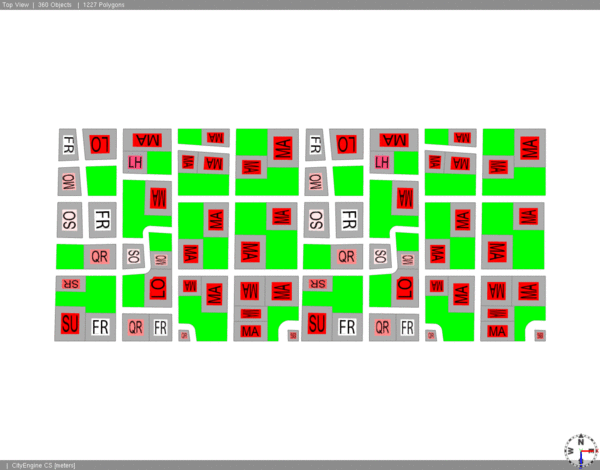 Top View | 360 Objects | 1227 Polygons
FR LO MA MA MA FR LO MA MA MA
LH MA MA MA LH MA MA MA
OM MA OM MA
OS FR MA MA OS FR MA MA
QR SO OM MA MA QR SO OM MA MA
SR LO MA MA MA MA SR LO MA MA MA MA
SU FR QR FR MA SU FR QR FR MA
| CityEngine CS [meters]
N
W